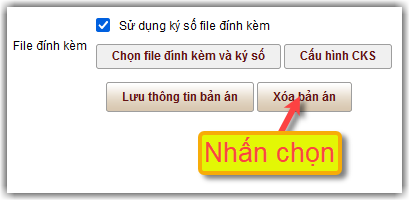 Sử dụng ký số file đính kèm
File đính kèm
Chọn file đính kèm và ký số Cấu hình CKS
Lưu thông tin bản án Xóa bản án
Nhấn chọn